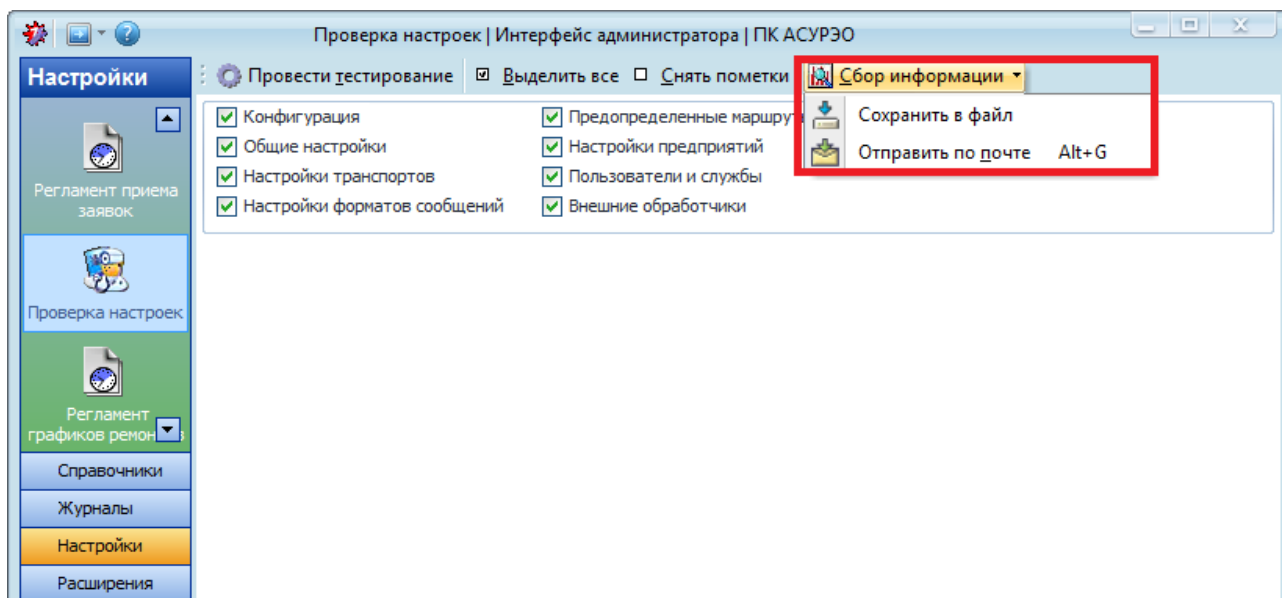 Проверка настроек | Интерфейс администратора | ПК АСУРЭО
Настройки
Провести тестирование Выделить все Снять пометки Сбор информации
Сохранить в файл
Отправить по почте Alt+G
Конфигурация
Общие настройки
Настройки транспортов
Настройки форматов сообщений
Предопределенные маршруты
Настройки предприятий
Пользователи и службы
Внешние обработчики
Регламент приема
заявок
Проверка настроек
Регламент
графиков
Справочники
Журналы
Настройки
Расширения